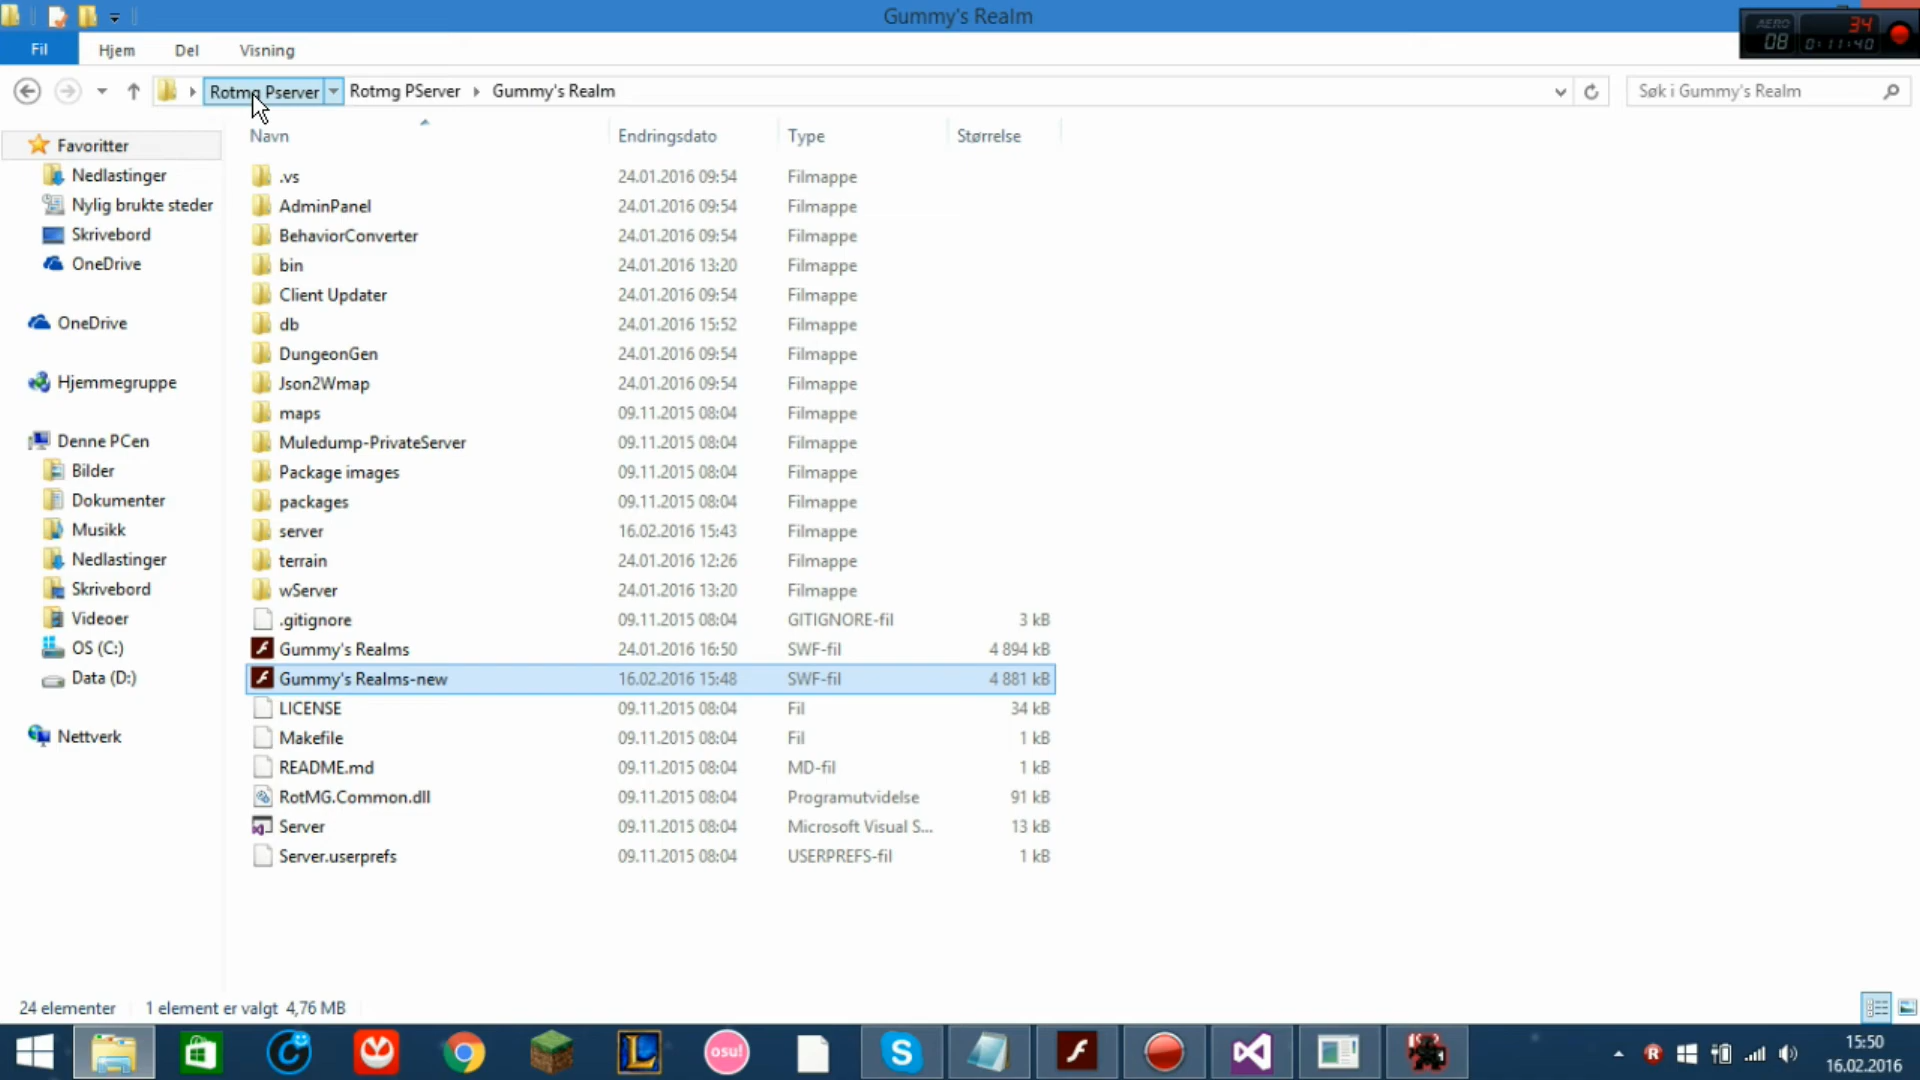 Gummy's Realm
AERO 08 34 0:11:40
Fil Hjem Del Visning
Rotmg Pserver Rotmg PServer Gummy's Realm Søk i Gummy's Realm
Navn Endringsdato Type Størrelse
Favoritter
Nedlastinger
Nylig brukte steder
Skrivebord
OneDrive
OneDrive
Hjemmegruppe
Denne PCen
Bilder
Dokumenter
Musikk
Nedlastinger
Skrivebord
Videoer
OS (C:)
Data (D:)
Nettverk
.vs 24.01.2016 09:54 Filmappe
AdminPanel 24.01.2016 09:54 Filmappe
BehaviorConverter 24.01.2016 09:54 Filmappe
bin 24.01.2016 13:20 Filmappe
Client Updater 24.01.2016 09:54 Filmappe
db 24.01.2016 15:52 Filmappe
DungeonGen 24.01.2016 09:54 Filmappe
Json2Wmap 24.01.2016 09:54 Filmappe
maps 09.11.2015 08:04 Filmappe
Muledump-PrivateServer 09.11.2015 08:04 Filmappe
Package images 09.11.2015 08:04 Filmappe
packages 09.11.2015 08:04 Filmappe
server 16.02.2016 15:43 Filmappe
terrain 24.01.2016 12:26 Filmappe
wServer 24.01.2016 13:20 Filmappe
.gitignore 09.11.2015 08:04 GITIGNORE-fil 3 kB
Gummy's Realms 24.01.2016 16:50 SWF-fil 4 894 kB
Gummy's Realms-new 16.02.2016 15:48 SWF-fil 4 881 kB
LICENSE 09.11.2015 08:04 Fil 34 kB
Makefile 09.11.2015 08:04 Fil 1 kB
README.md 09.11.2015 08:04 MD-fil 1 kB
RotMG.Common.dll 09.11.2015 08:04 Programutvidelse 91 kB
Server 09.11.2015 08:04 Microsoft Visual S... 13 kB
Server.userprefs 09.11.2015 08:04 USERPREFS-fil 1 kB
24 elementer 1 element er valgt 4,76 MB
osu!
15:50
16.02.2016